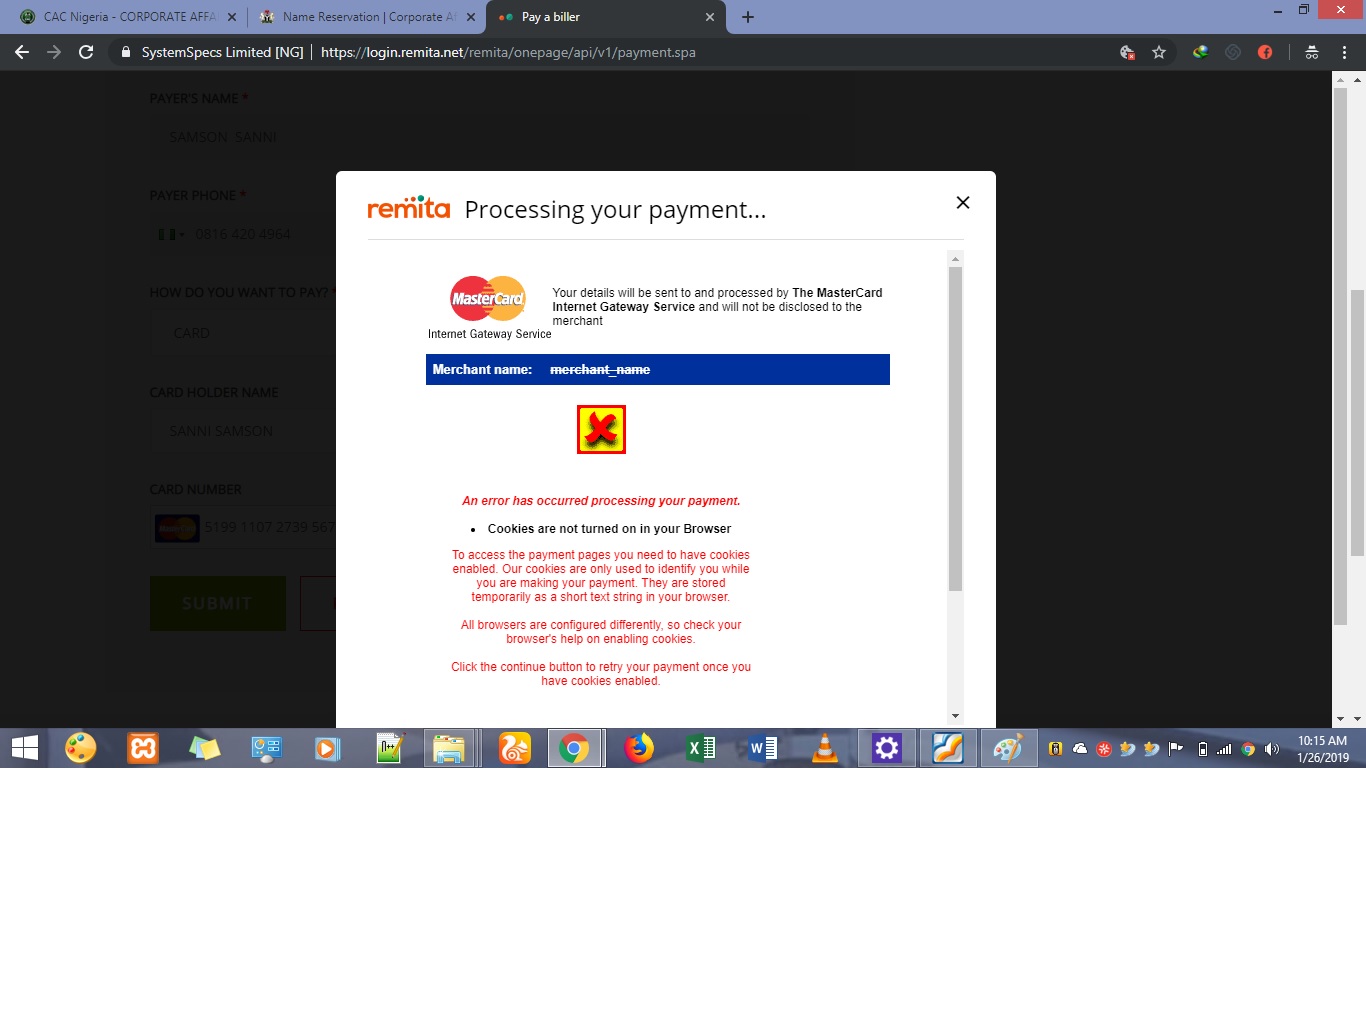 CAC Nigeria - CORPORATE AFFA
Name Reservation | Corporate Af
Pay a biller
SystemSpecs Limited [NG] | https://login.remita.net/remita/onepage/api/v1/payment.spa
PAYER'S NAME *
SAMSON SANNI
PAYER PHONE *
0816 420 4964
HOW DO YOU WANT TO PAY? *
CARD
CARD HOLDER NAME
SANNI SAMSON
CARD NUMBER
5199 1107 2739 567
SUBMIT
remita Processing your payment...
MasterCard
Internet Gateway Service
Your details will be sent to and processed by The MasterCard
Internet Gateway Service and will not be disclosed to the
merchant
Merchant name: merchant_name
An error has occurred processing your payment.
• Cookies are not turned on in your Browser
To access the payment pages you need to have cookies
enabled. Our cookies are only used to identify you while
you are making your payment. They are stored
temporarily as a short text string in your browser.
All browsers are configured differently, so check your
browser's help on enabling cookies.
Click the continue button to retry your payment once you
have cookies enabled.
10:15 AM
1/26/2019